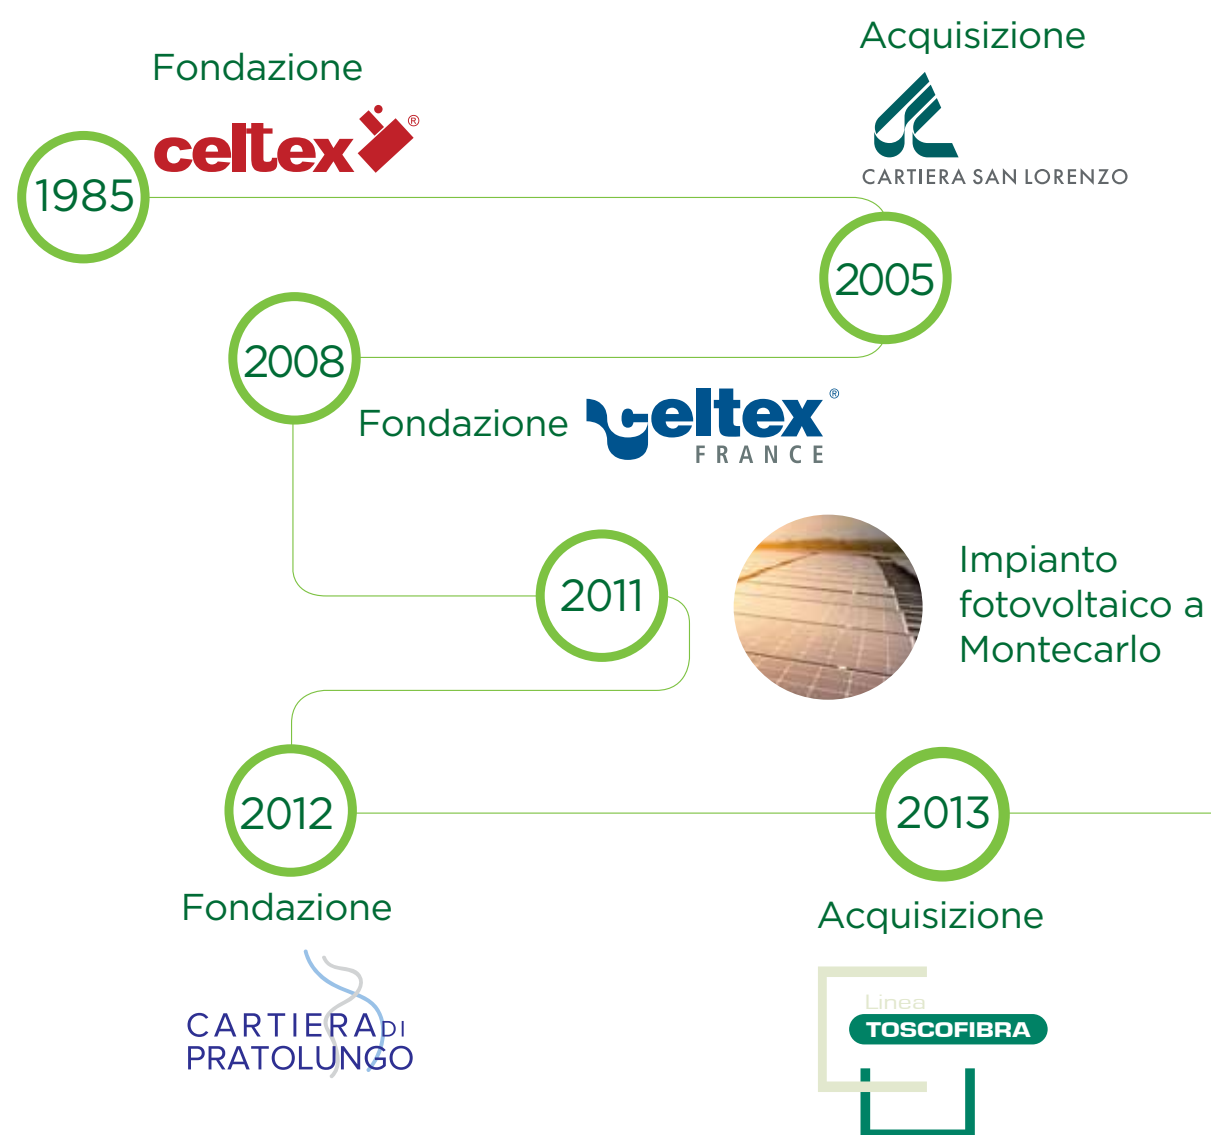 Fondazione
celtex®
1985
Acquisizione
CARTIERA SAN LORENZO
2005
2008
Fondazione
celtex®
FRANCE
2011
Impianto
fotovoltaico a
Montecarlo
2012
Fondazione
CARTIERA DI
PRATOLUNGO
2013
Acquisizione
Linea
TOSCOFIBRA